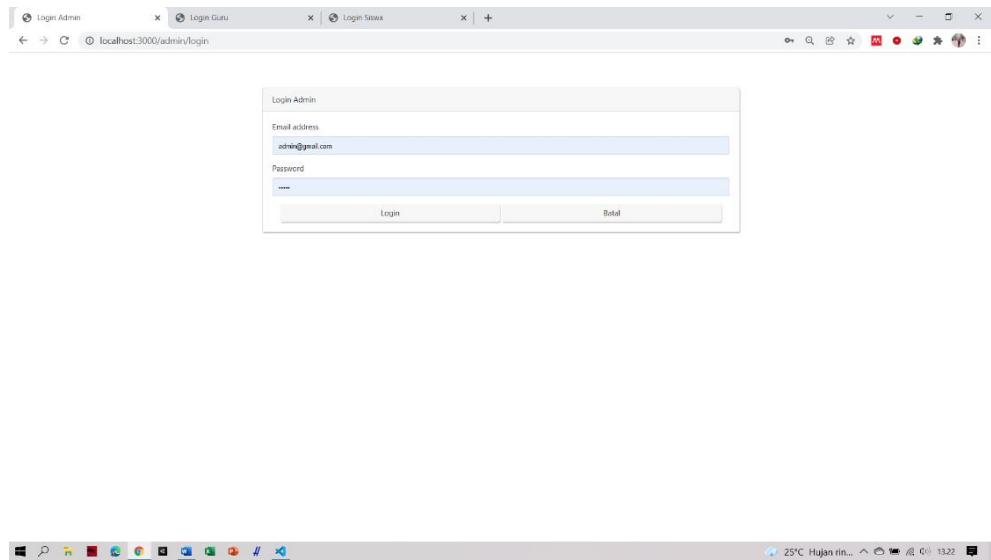 Login Admin Login Guru Login Siswa
localhost:3000/admin/login
Login Admin
Email address
admin@gmail.com
Password
Login Batal
25°C Hujan rin... 13.22